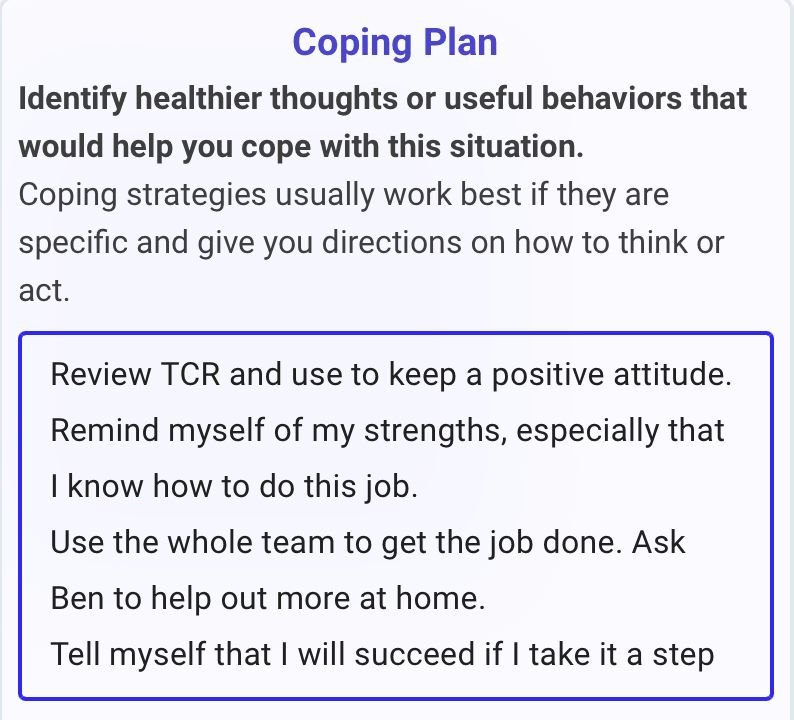 Coping Plan
Identify healthier thoughts or useful behaviors that
would help you cope with this situation.
Coping strategies usually work best if they are
specific and give you directions on how to think or
act.
Review TCR and use to keep a positive attitude.
Remind myself of my strengths, especially that
I know how to do this job.
Use the whole team to get the job done. Ask
Ben to help out more at home.
Tell myself that I will succeed if I take it a step